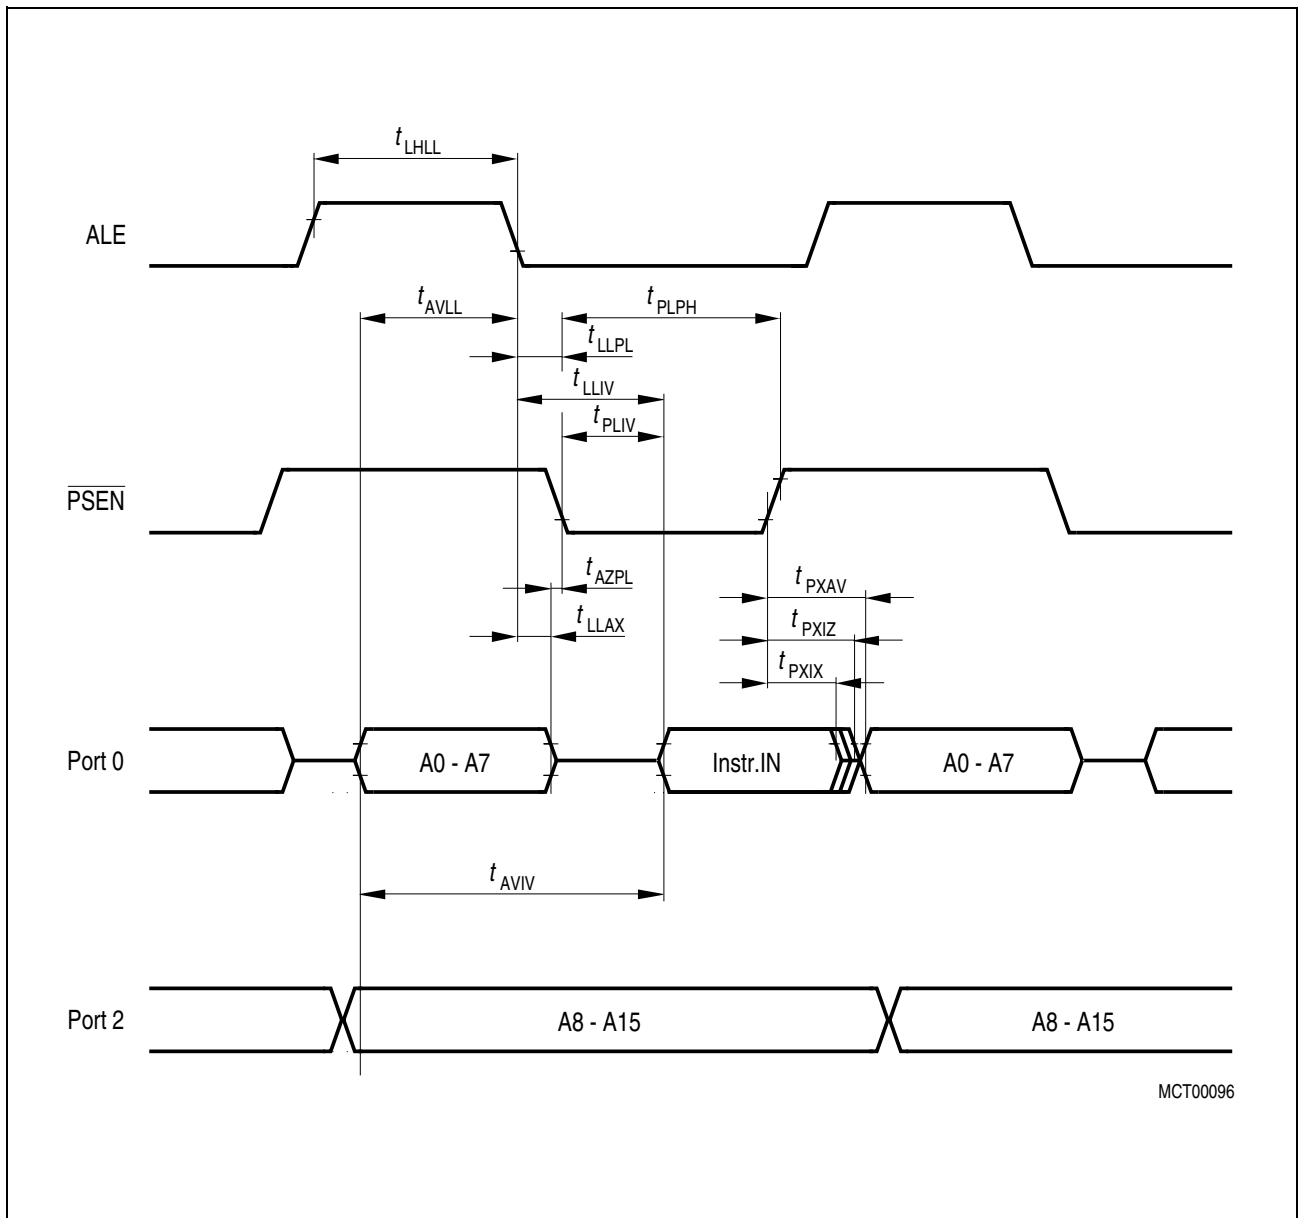 t LHLL
ALE
t AVLL
t PLPH
t LLPL
t LLIV
t PLIV
PSEN
t AZPL
t PXAV
t LLAX
t PXIZ
t PXIX
Port 0
A0 - A7
Instr.IN
A0 - A7
t AVIV
Port 2
A8 - A15
A8 - A15
MCT00096